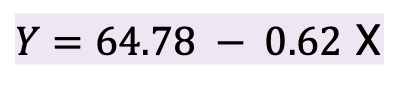 Y = 64.78 − 0.62 X